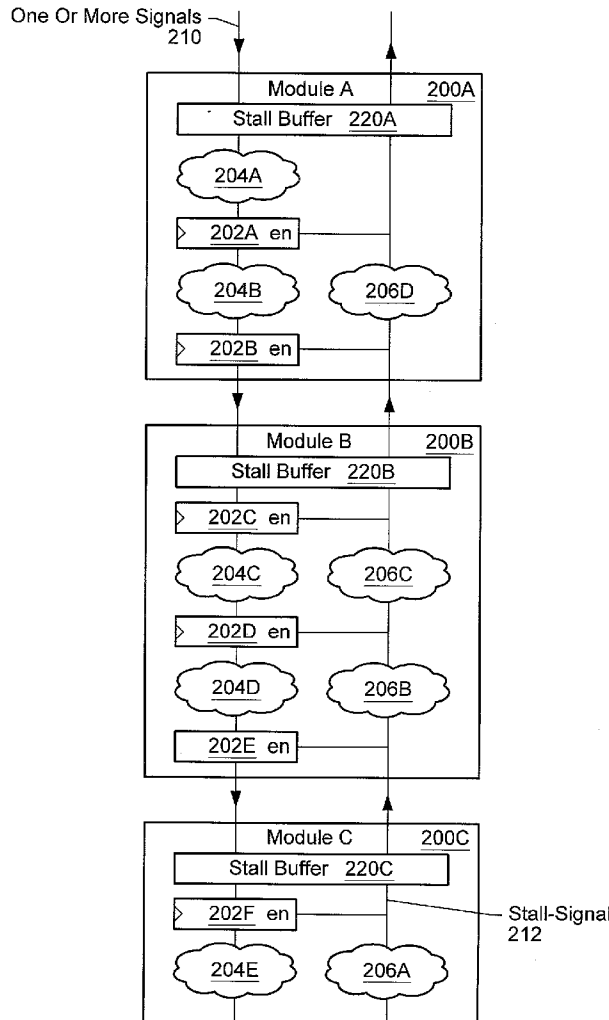 One Or More Signals
210
Module A 200A
Stall Buffer 220A
204A
202A en
204B 206D
202B en
Module B 200B
Stall Buffer 220B
202C en
204C 206C
202D en
204D 206B
202E en
Module C 200C
Stall Buffer 220C
202F en
Stall-Signal
212
204E 206A